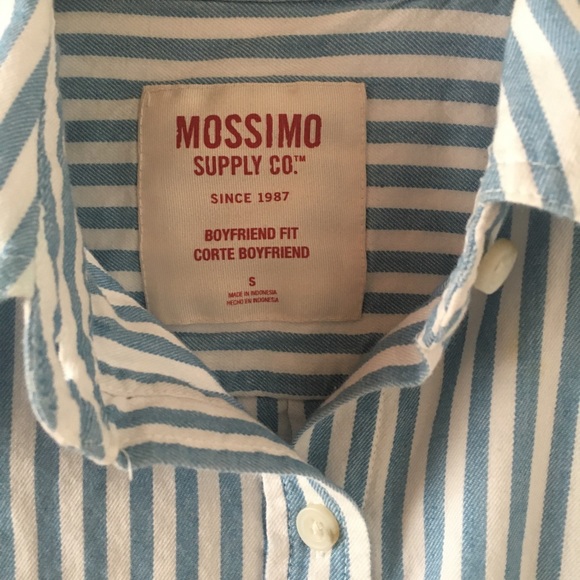 MOSSIMO
SUPPLY CO.™
SINCE 1987
BOYFRIEND FIT
CORTE BOYFRIEND
S
MADE IN INDONESIA
HECHO EN INDONESIA